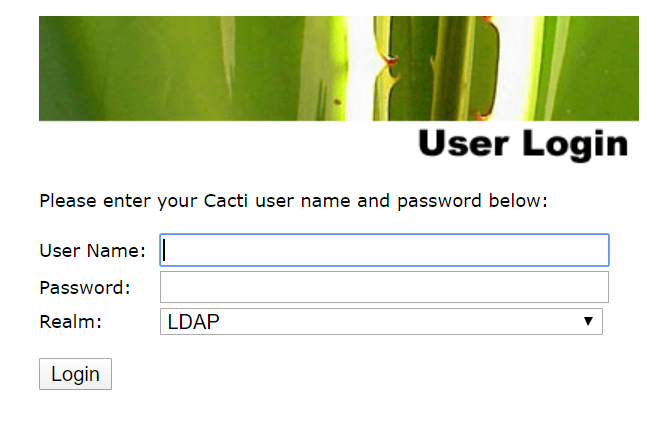 User Login
Please enter your Cacti user name and password below:
User Name:
Password:
Realm: LDAP
Login